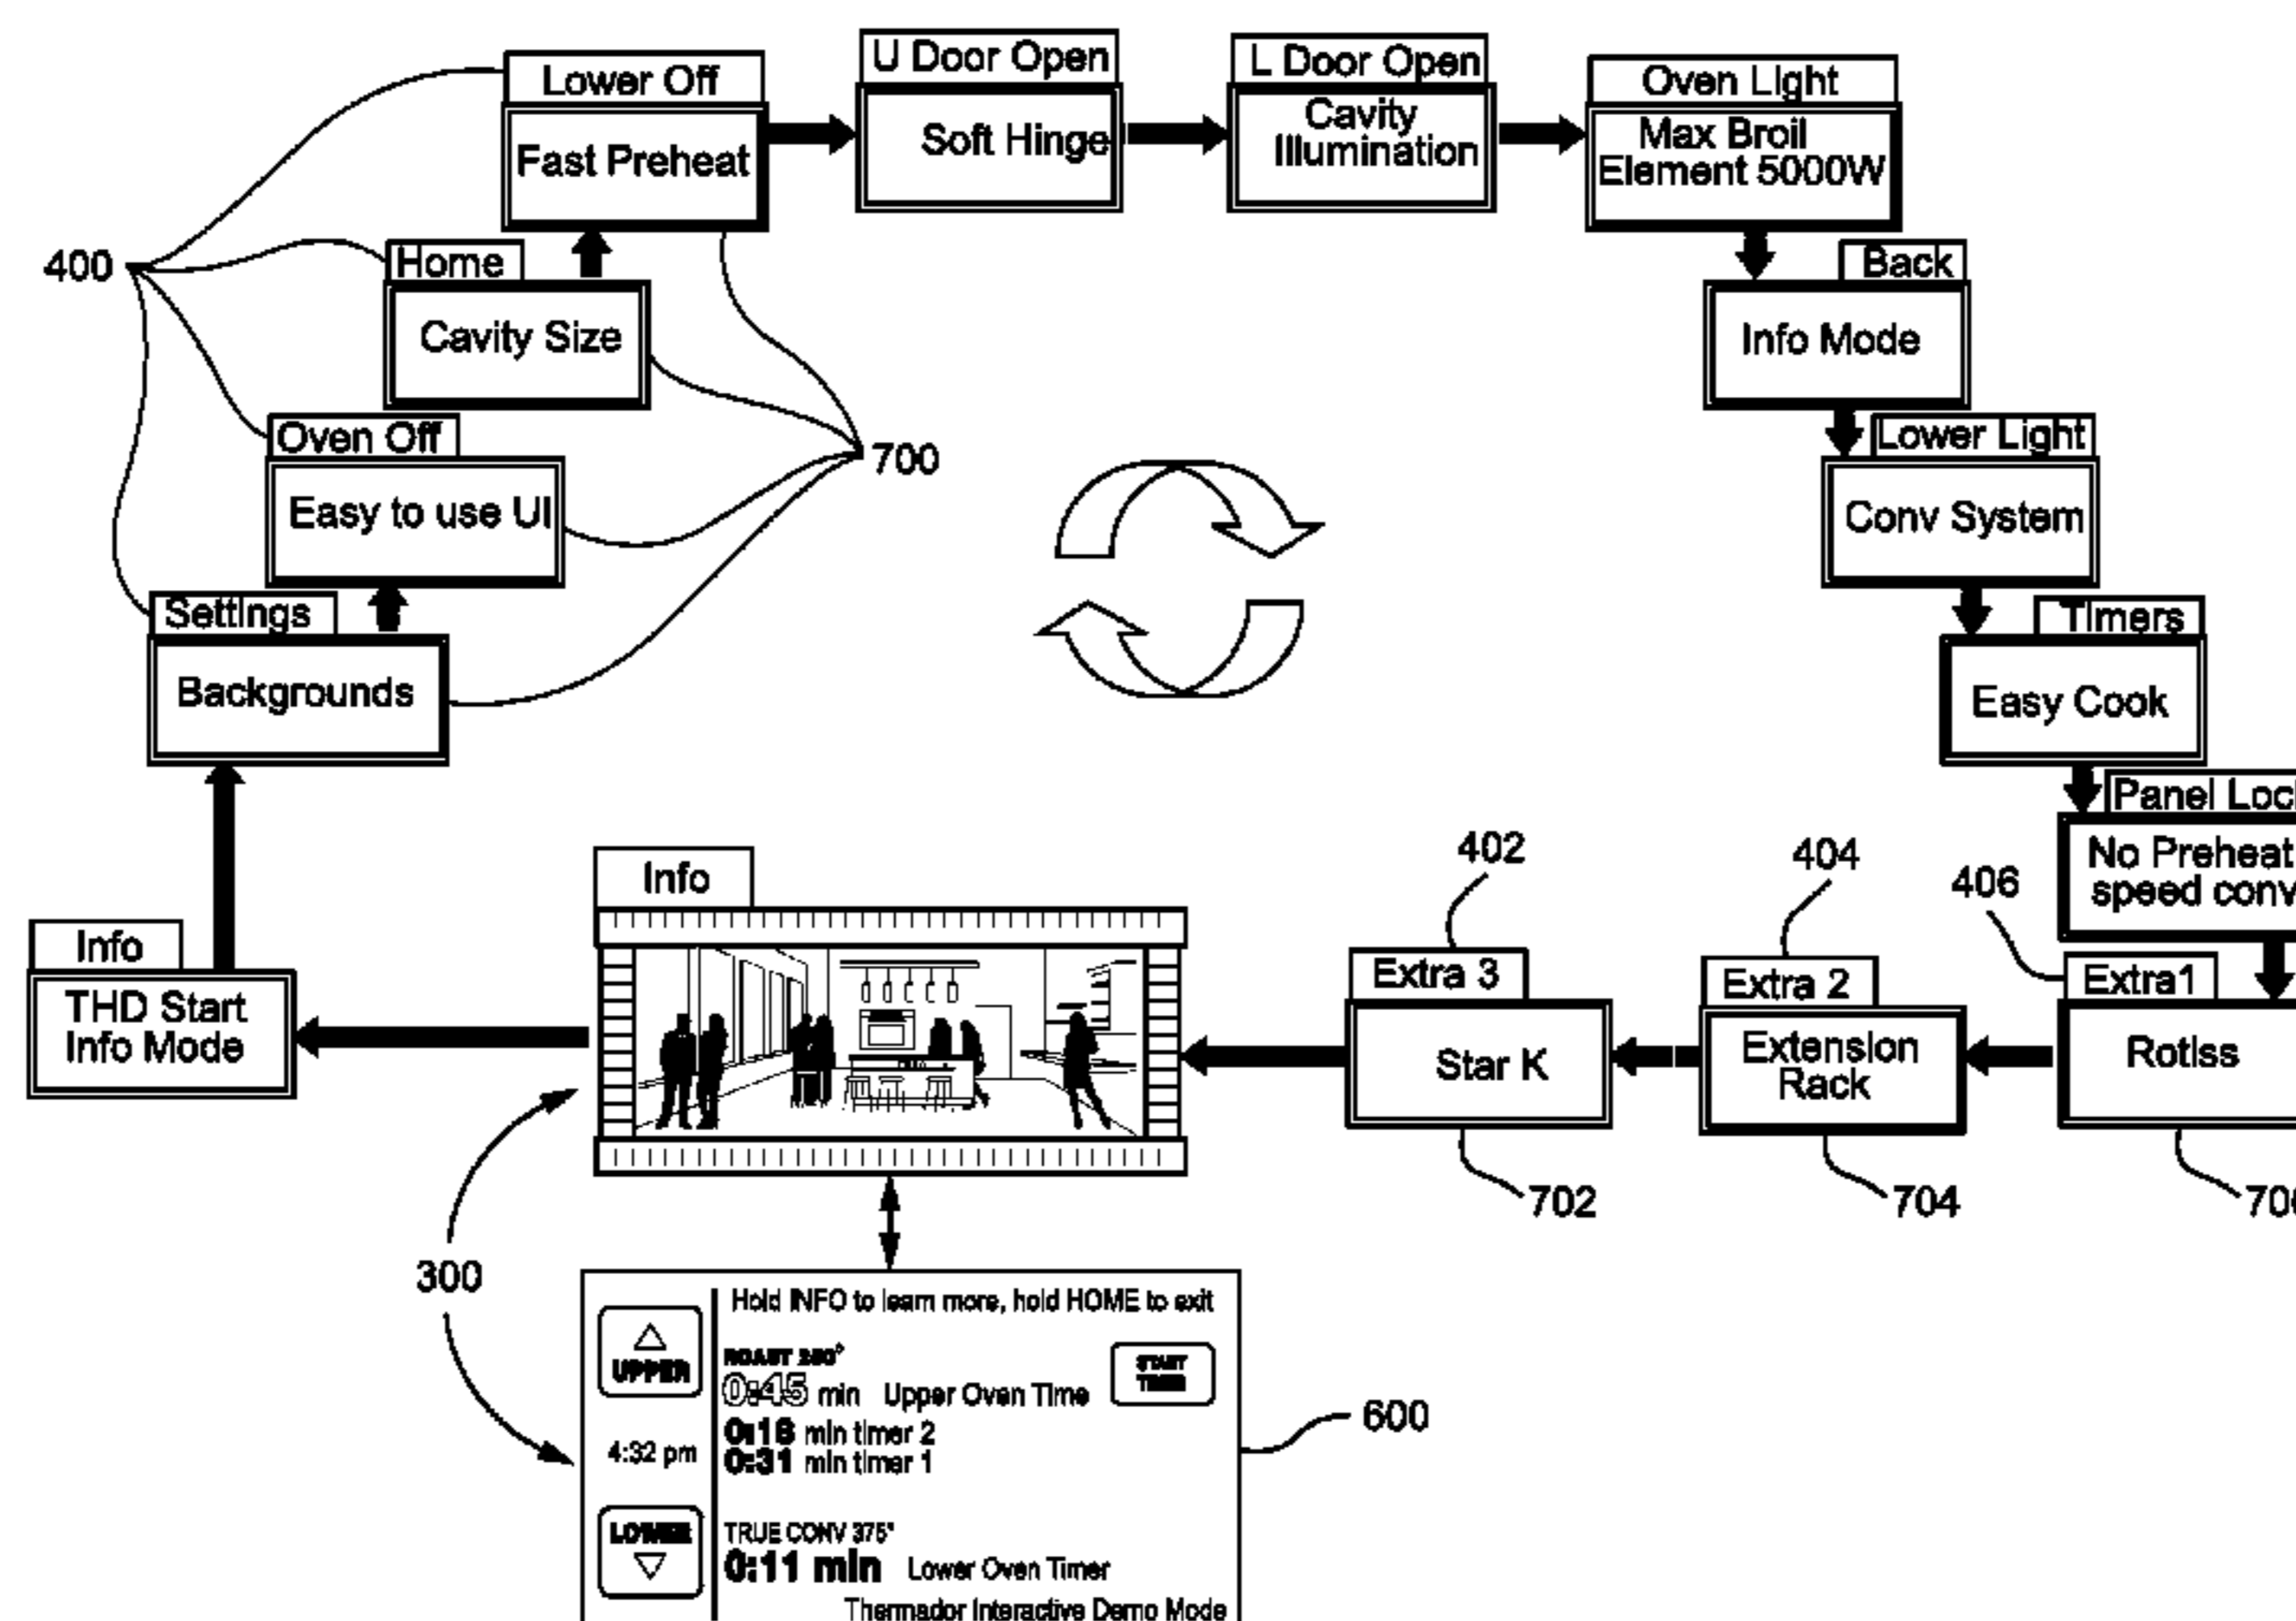 Lower Off
Fast Preheat
U Door Open
Soft Hinge
L Door Open
Cavity
Illumination
Oven Light
Max Broil
Element 5000W
400
Home
Cavity Size
Back
Info Mode
Oven Off
Easy to use UI
700
Lower Light
Conv System
Settings
Backgrounds
Timers
Easy Cook
Panel Loc
No Preheat
speed conv
Info
THD Start
Info Mode
Info
402
Extra 3
Star K
702
404
Extra 2
Extension
Rack
704
406
Extra1
Rotiss
300
Hold INFO to learn more, hold HOME to exit
UPPER
4:32 pm
LOWER
0:45 min Upper Oven Time
START
TIMER
0:16 min timer 2
0:31 min timer 1
TRUE CONV 375°
0:11 min Lower Oven Timer
Thermador Interactive Demo Mode
600